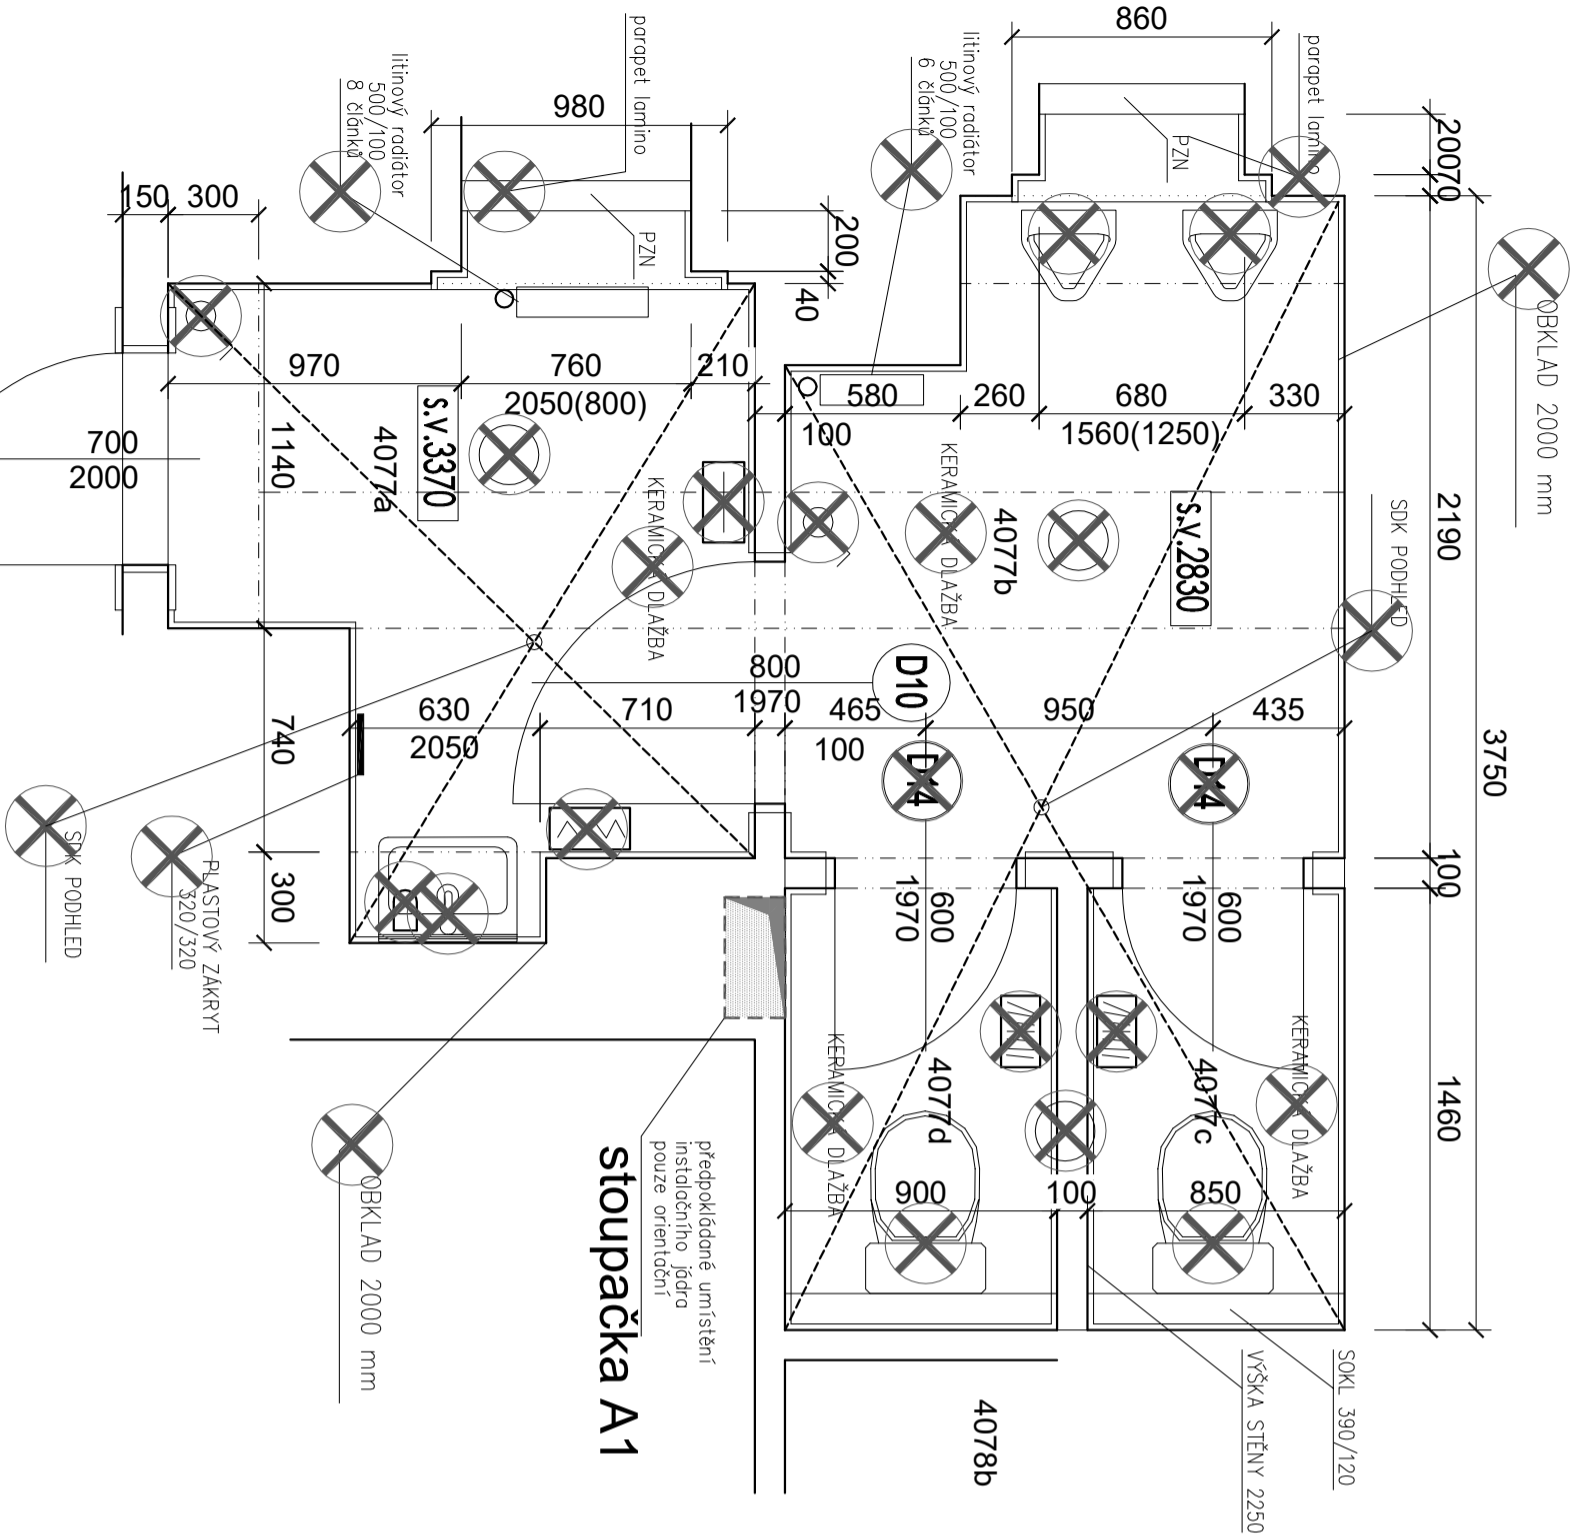 860
parapet lamino
litinový radiátor
500/100
6 článků
PZN
200
70
parapet lamino
980
litinový radiátor
500/100
8 článků
PZN
150
300
200
40
OBKLAD 2000 mm
970
760
210
2050(800)
580
260
680
330
100
1560(1250)
s.v.3370
4077a
1140
700
2000
KERAMICKÁ DLAŽBA
KERAMICKÁ DLAŽBA
4077b
s.v.2830
2190
SDK PODHLED
3750
D10
800
1970
630
710
465
950
435
2050
100
740
D14
D14
SDK PODHLED
PLASTOVÝ ZÁKRYT
320/320
300
600
1970
600
1970
100
KERAMICKÁ DLAŽBA
4077d
4077c
KERAMICKÁ DLAŽBA
1460
900
100
850
OBKLAD 2000 mm
předpokládané umístění
instalačního jádra
pouze orientační
stoupačka A1
4078b
SOKL 390/120
VÝŠKA STĚNY 2250